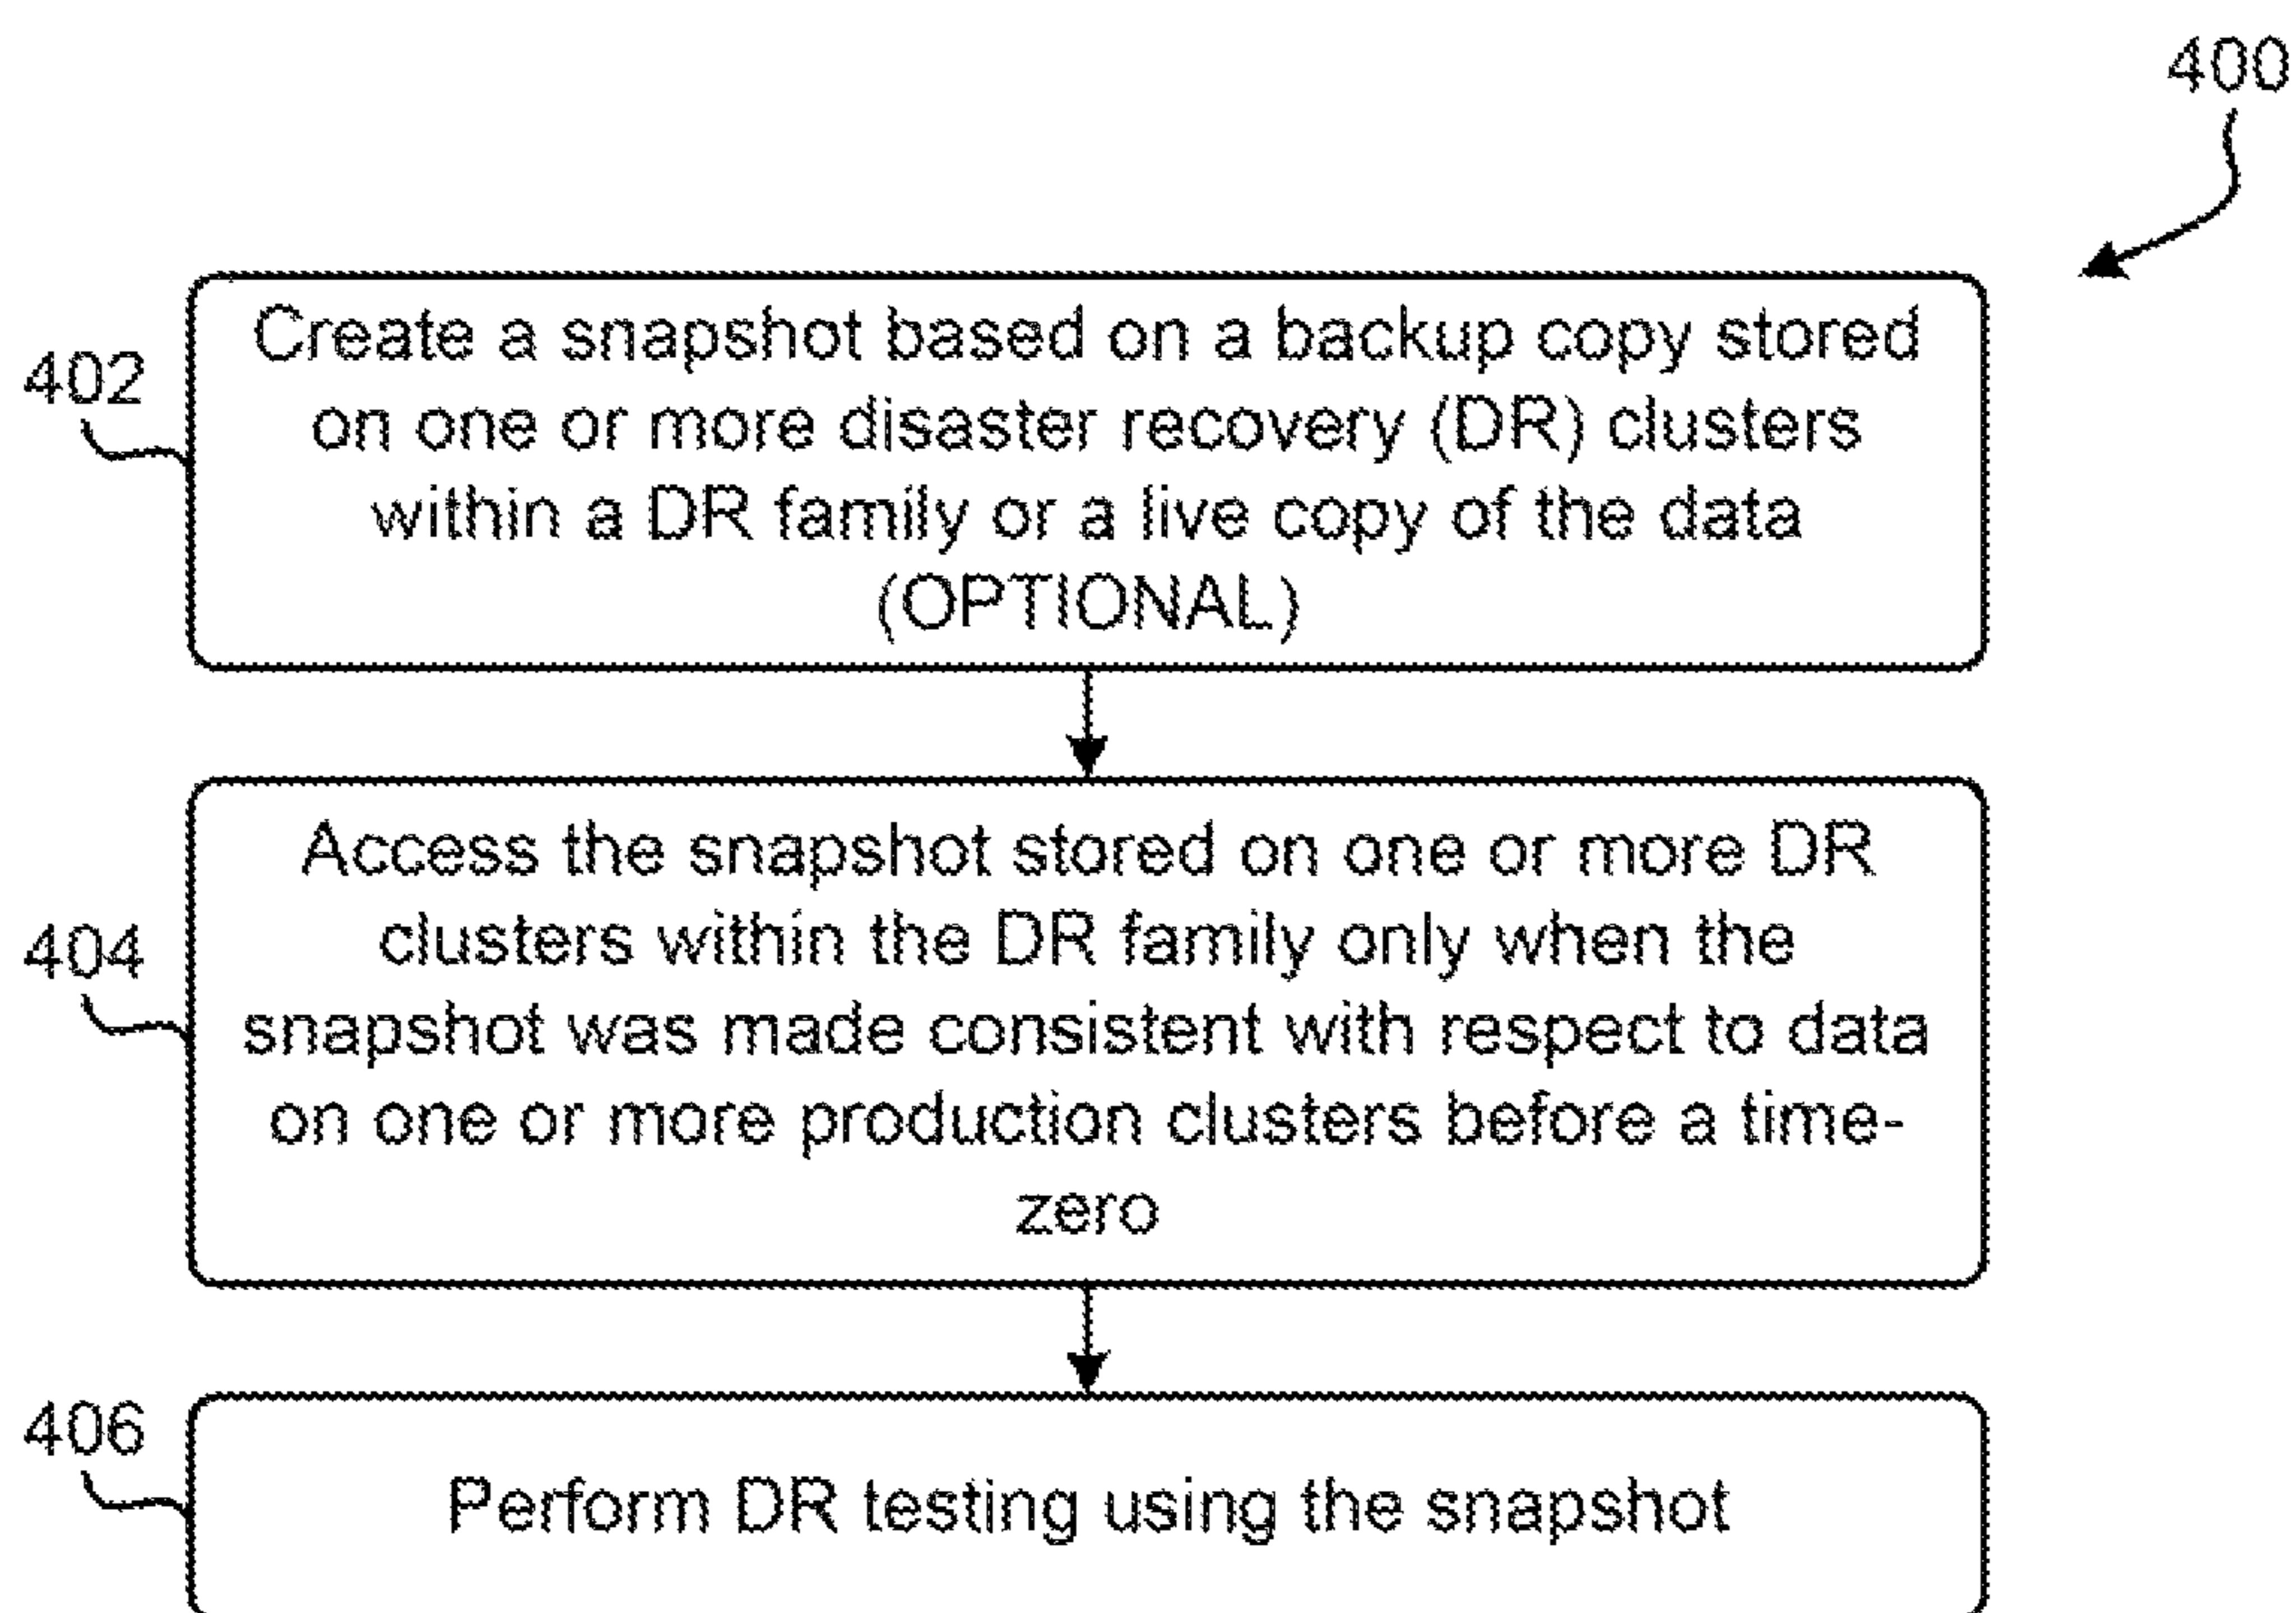 400
402
Create a snapshot based on a backup copy stored
on one or more disaster recovery (DR) clusters
within a DR family or a live copy of the data
(OPTIONAL)
404
Access the snapshot stored on one or more DR
clusters within the DR family only when the
snapshot was made consistent with respect to data
on one or more production clusters before a time-
zero
406
Perform DR testing using the snapshot